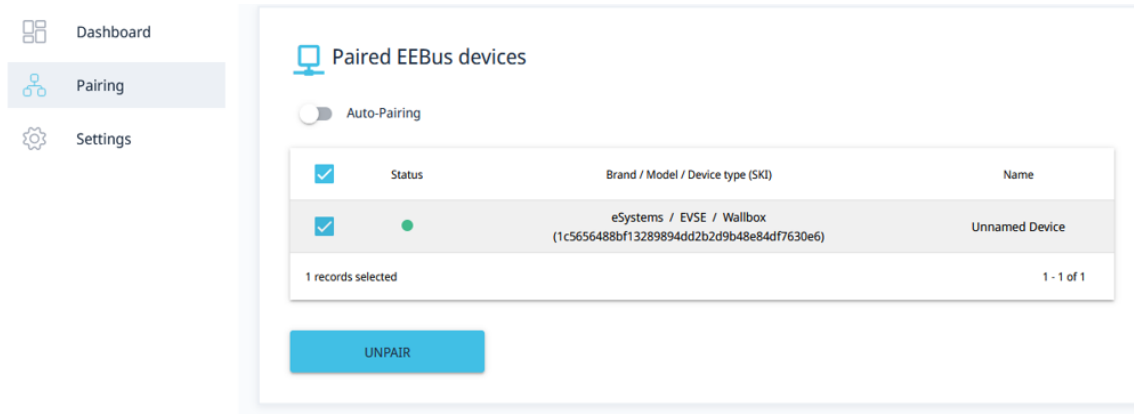 Dashboard
Pairing
Settings
Paired EEBus devices
Auto-Pairing
Status Brand / Model / Device type (SKI) Name
eSystems / EVSE / Wallbox
(1c5656488bf13289894dd2b2d9b48e84df7630e6) Unnamed Device
1 records selected 1 - 1 of 1
UNPAIR